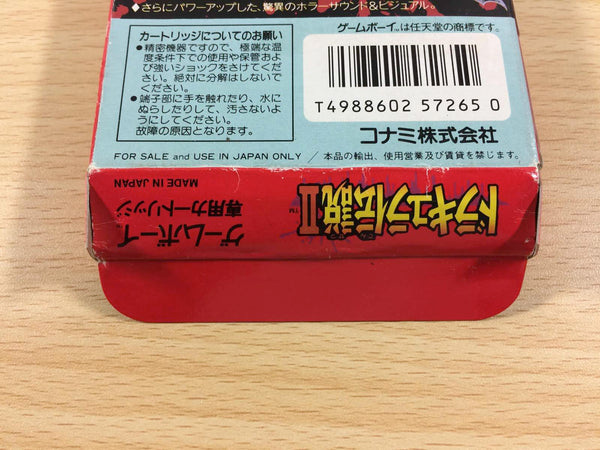 ◆さらにパワーアップした、驚異のホラーサウンド&ビジュアル。
カートリッジについてのお願い
●精密機器ですので、極端な温
度条件下での使用や保管およ
び強いショックをさけてくださ
い。絶対に分解はしないで
ください。
●端子部に手を触れたり、水に
ぬらしたりして、汚さないよ
うにしてください。
故障の原因となります。
ゲームボーイ™は任天堂の商標です。
T4988602 57265 0
コナミ株式会社
FOR SALE and USE IN JAPAN ONLY / 本品の輸出、使用営業及び賃貸を禁じます。
ドラキュラ伝説II™
でんせつ
ゲームボーイ™
専用カートリッジ
MADE IN JAPAN